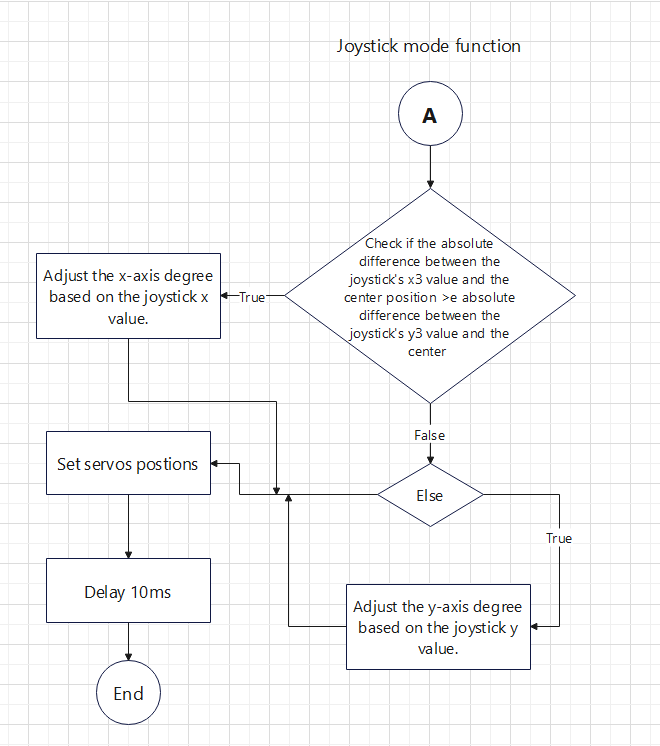 Joystick mode function
A
Check if the absolute
difference between the
joystick's x3 value and the
center position >e absolute
difference between the
joystick's y3 value and the
center
True
Adjust the x-axis degree
based on the joystick x
value.
False
Else
Set servos postions
True
Delay 10ms
Adjust the y-axis degree
based on the joystick y
value.
End